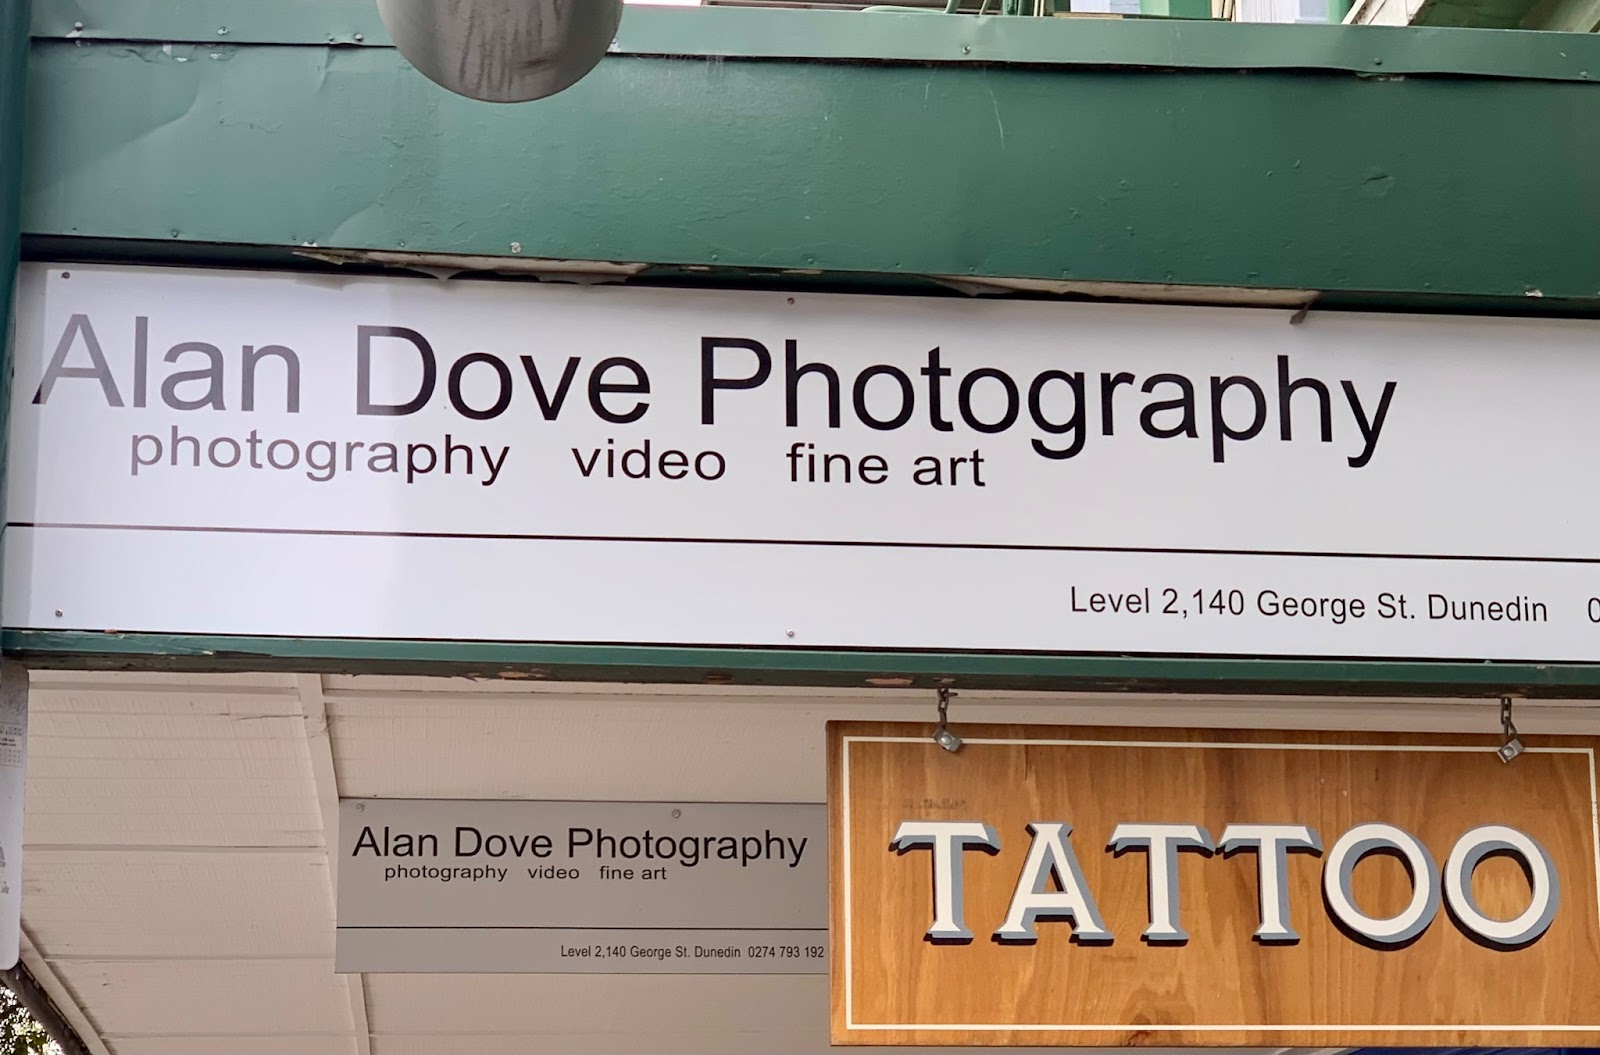 Alan Dove Photography
photography video fine art
Level 2,140 George St. Dunedin 0
Alan Dove Photography
photography video fine art
Level 2,140 George St. Dunedin 0274 793 192
TATTOO